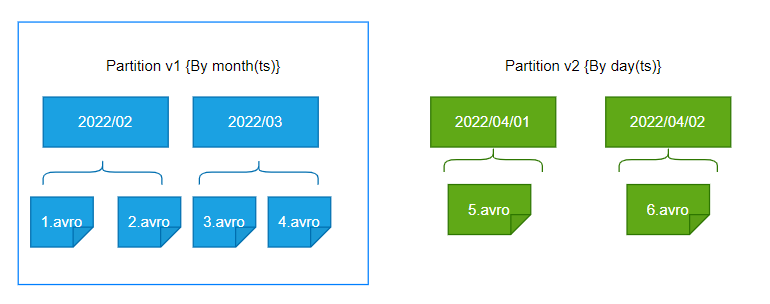 Partition v1 {By month(ts)}
Partition v2 {By day(ts)}
2022/02
2022/03
2022/04/01
2022/04/02
1.avro
2.avro
3.avro
4.avro
5.avro
6.avro